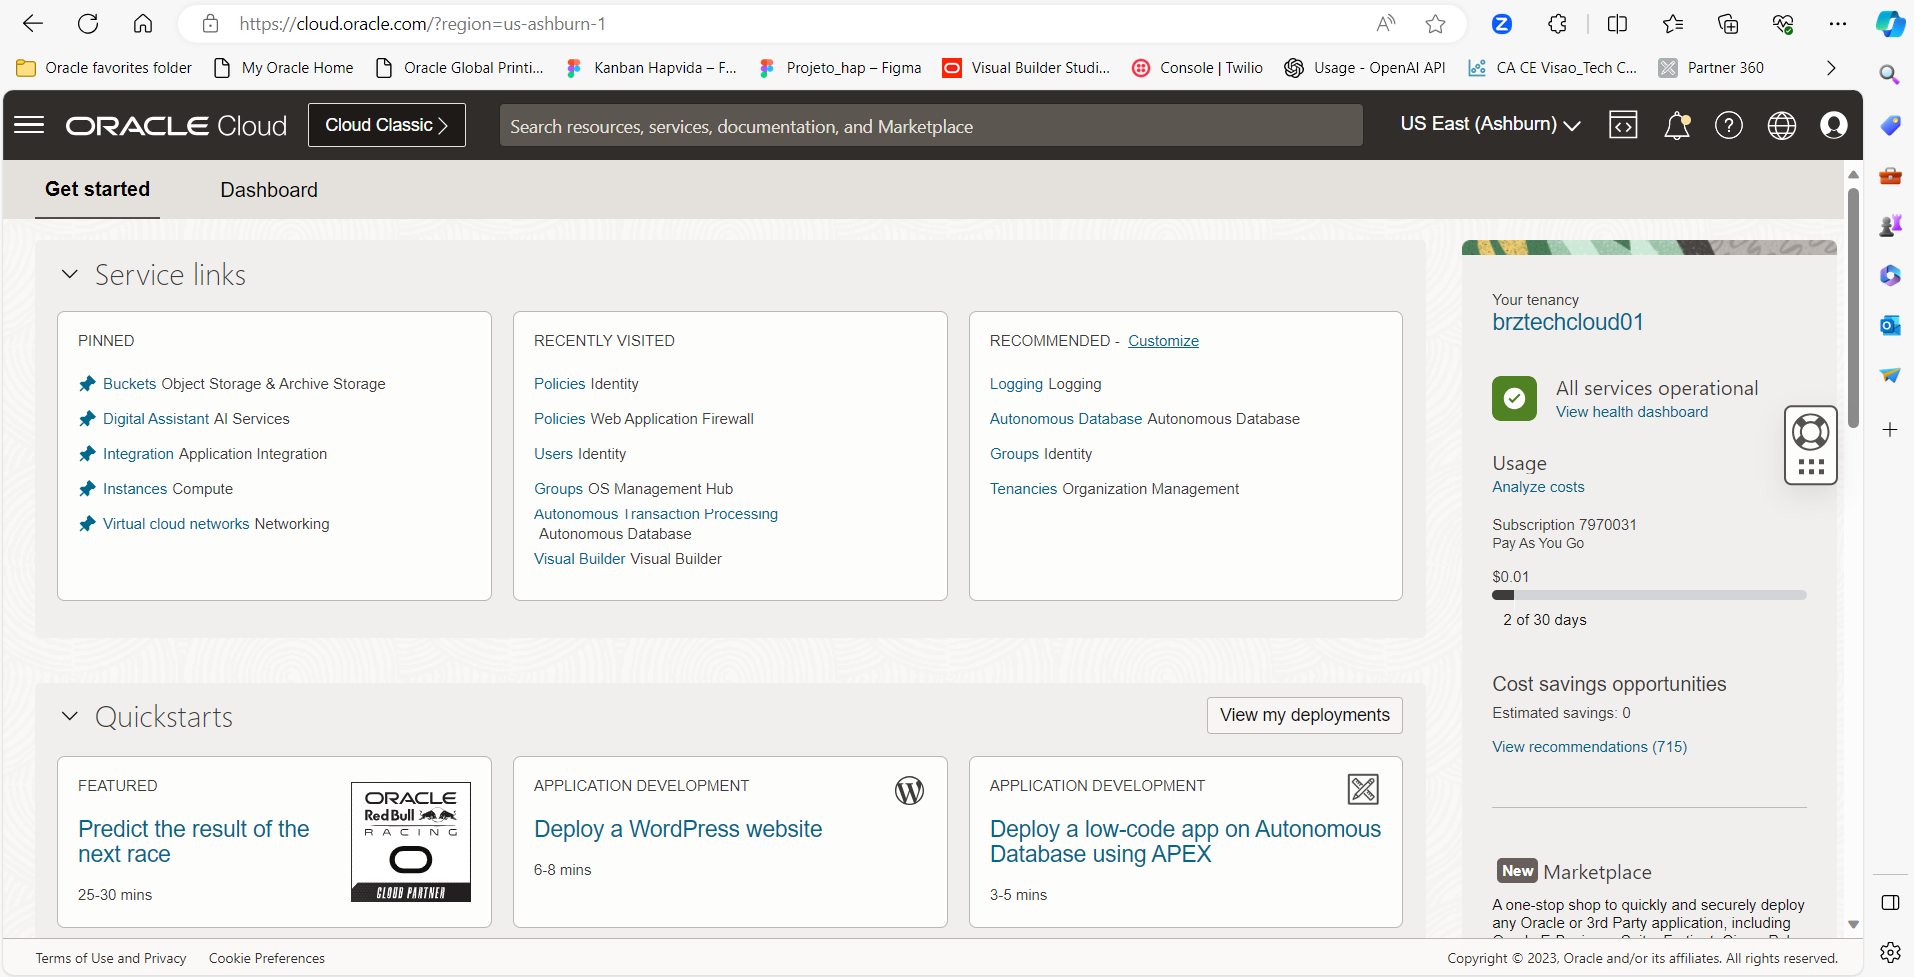 https://cloud.oracle.com/?region=us-ashburn-1
Oracle favorites folder
My Oracle Home
Oracle Global Printi...
Kanban Hapvida – F...
Projeto_hap – Figma
Visual Builder Studi...
Console | Twilio
Usage - OpenAI API
CA CE Visao_Tech C...
Partner 360
ORACLE Cloud
Cloud Classic
Search resources, services, documentation, and Marketplace
US East (Ashburn)
Get started
Dashboard
Service links
PINNED
Buckets Object Storage & Archive Storage
Digital Assistant AI Services
Integration Application Integration
Instances Compute
Virtual cloud networks Networking
RECENTLY VISITED
Policies Identity
Policies Web Application Firewall
Users Identity
Groups OS Management Hub
Autonomous Transaction Processing
Autonomous Database
Visual Builder Visual Builder
RECOMMENDED - Customize
Logging Logging
Autonomous Database Autonomous Database
Groups Identity
Tenancies Organization Management
Your tenancy
brztechcloud01
All services operational
View health dashboard
Usage
Analyze costs
Subscription 7970031
Pay As You Go
$0.01
2 of 30 days
Cost savings opportunities
Estimated savings: 0
View recommendations (715)
Quickstarts
View my deployments
FEATURED
Predict the result of the
next race
25-30 mins
ORACLE
Red Bull
RACING
CLOUD PARTNER
APPLICATION DEVELOPMENT
Deploy a WordPress website
6-8 mins
APPLICATION DEVELOPMENT
Deploy a low-code app on Autonomous
Database using APEX
3-5 mins
New Marketplace
A one-stop shop to quickly and securely deploy
any Oracle or 3rd Party application, including
Terms of Use and Privacy
Cookie Preferences
Copyright © 2023, Oracle and/or its affiliates. All rights reserved.